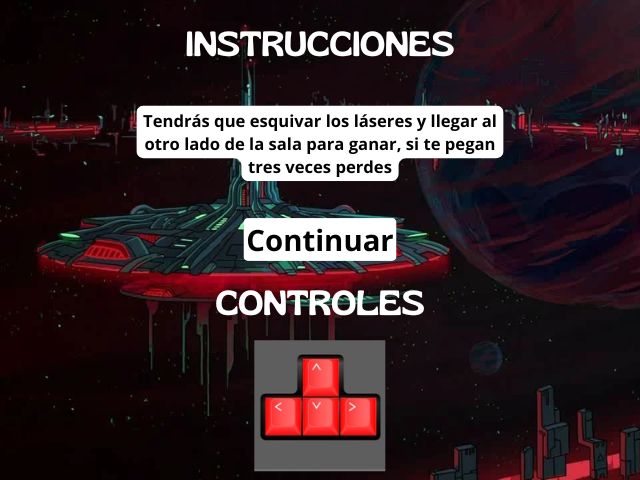 INSTRUCCIONES
Tendrás que esquivar los láseres y llegar al
otro lado de la sala para ganar, si te pegan
tres veces perdes
Continuar
CONTROLES
^
< v >